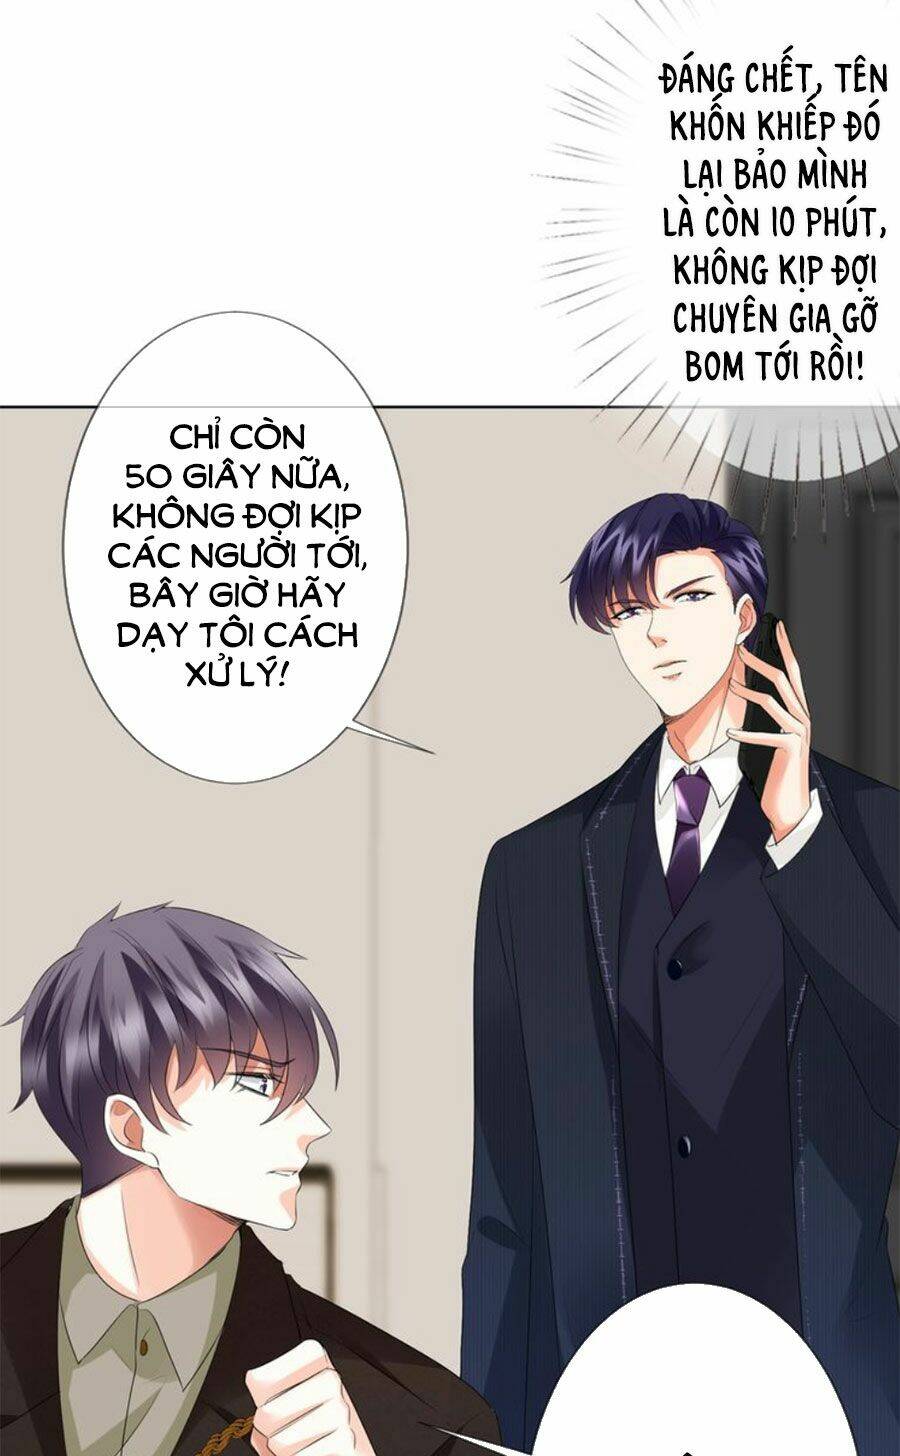 ĐÁNG CHẾT, TÊN
KHỐN KHIẾP ĐÓ
LẠI BẢO MÌNH
LÀ CÒN 10 PHÚT,
KHÔNG KỊP ĐỢI
CHUYÊN GIA GỠ
BOM TỚI RỒI!
CHỈ CÒN
50 GIÂY NỮA,
KHÔNG ĐỢI KỊP
CÁC NGƯỜI TỚI,
BÂY GIỜ HÃY
DẠY TÔI CÁCH
XỬ LÝ!